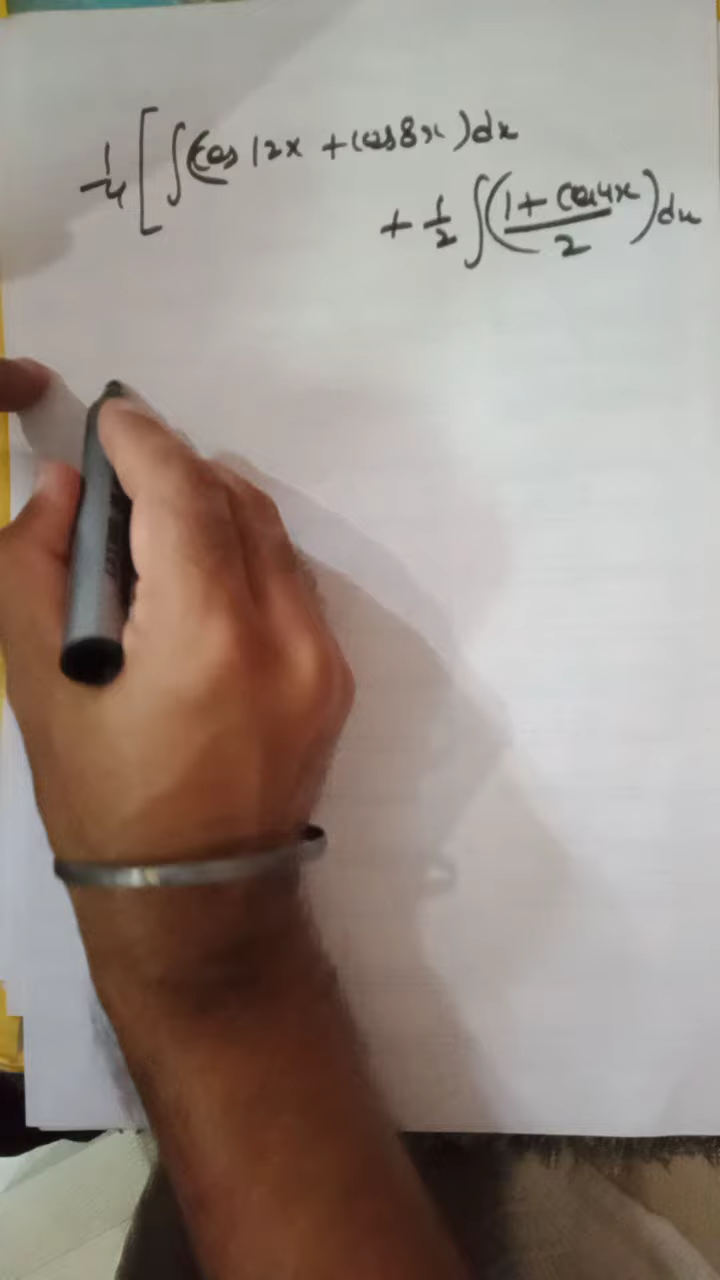 1/4 [ ∫(cos 12x + cos 8x) dx
+ 1/2 ∫( (1 + cos 4x)/2 ) dx